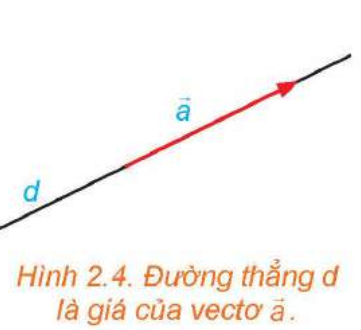 a⃗
d
Hình 2.4. Đường thẳng d
là giá của vectơ a⃗.